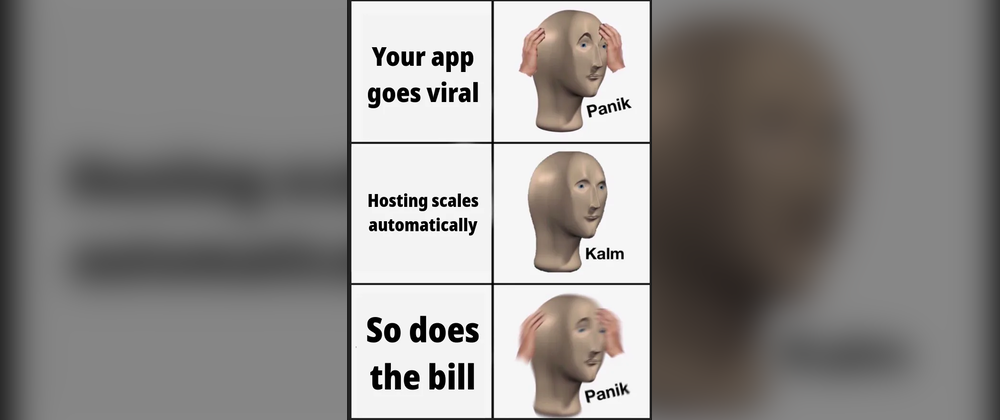 Your app
goes viral
Panik
Hosting scales
automatically
Kalm
So does
the bill
Panik